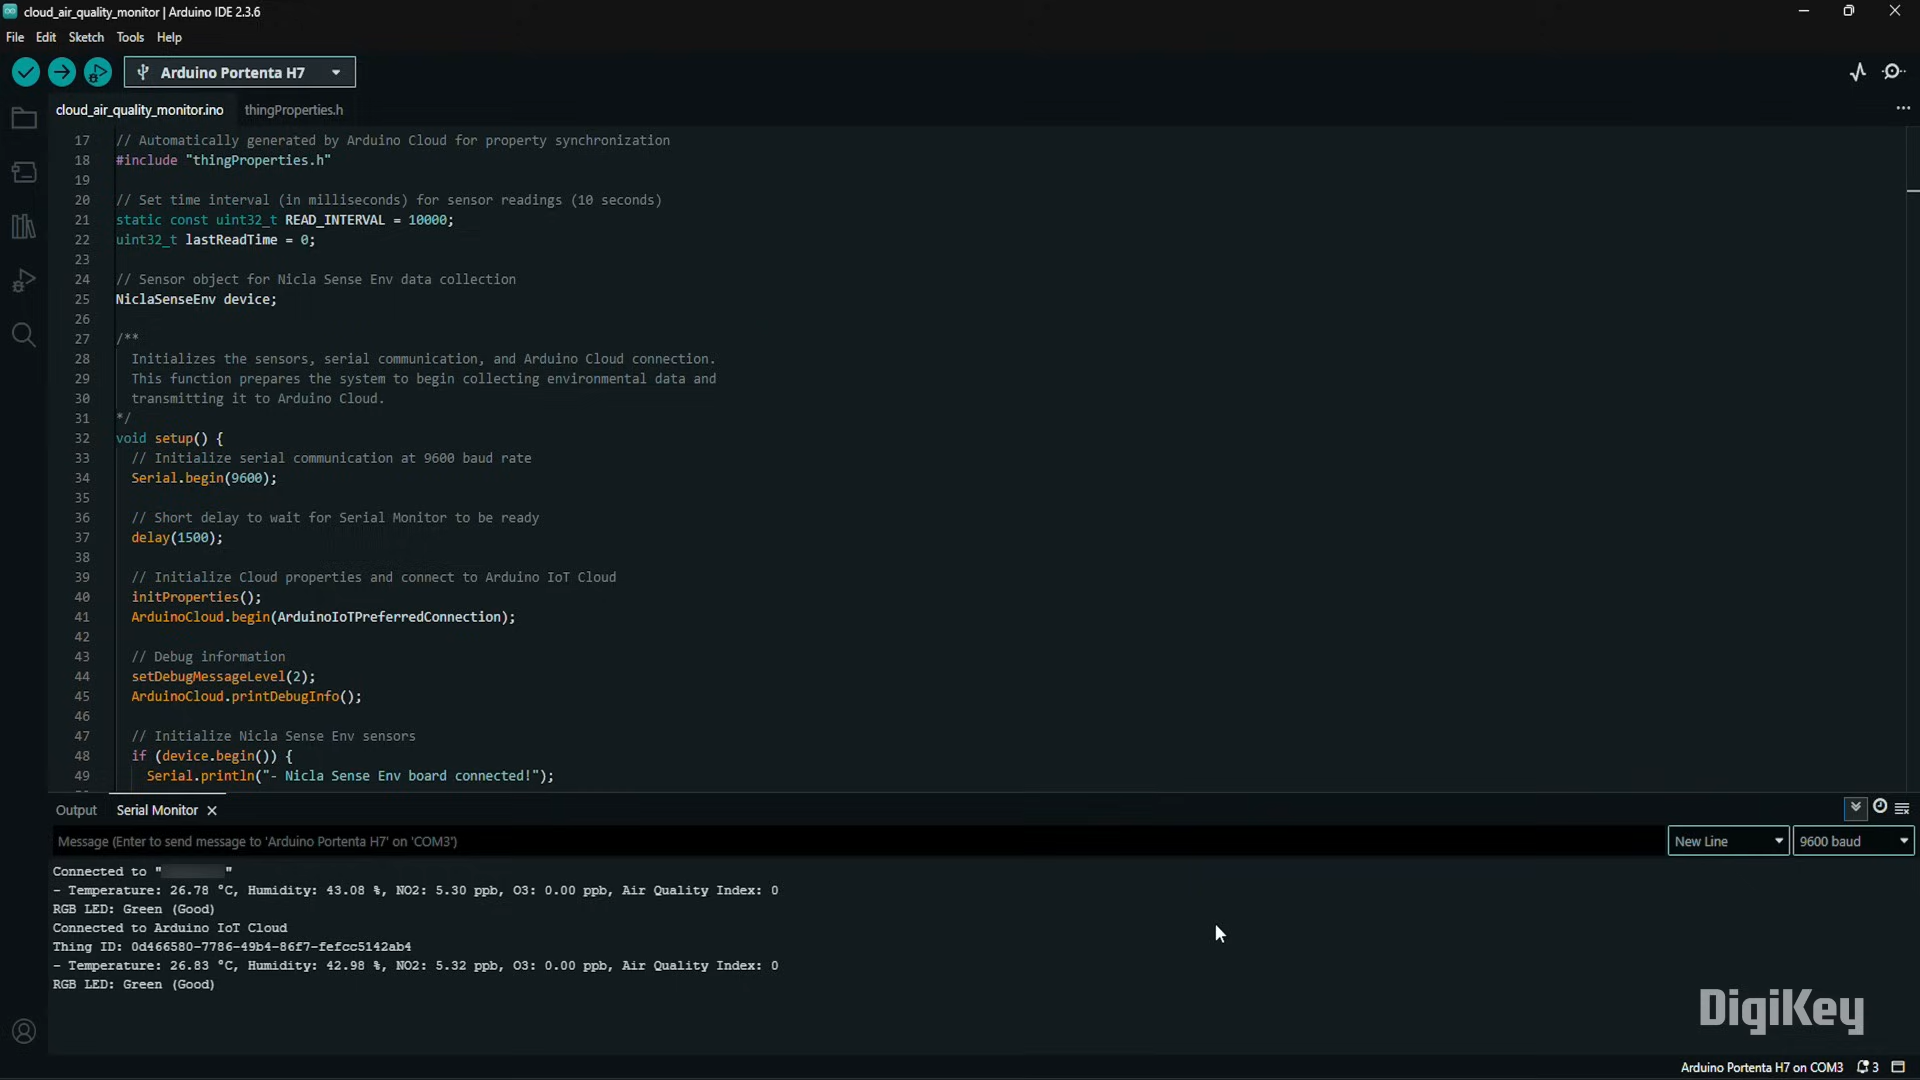 cloud_air_quality_monitor | Arduino IDE 2.3.6
File Edit Sketch Tools Help
Arduino Portenta H7
cloud_air_quality_monitor.ino thingProperties.h
17 // Automatically generated by Arduino Cloud for property synchronization
18 #include "thingProperties.h"
19
20 // Set time interval (in milliseconds) for sensor readings (10 seconds)
21 static const uint32_t READ_INTERVAL = 10000;
22 uint32_t lastReadTime = 0;
23
24 // Sensor object for Nicla Sense Env data collection
25 NiclaSenseEnv device;
26
27 /**
28 Initializes the sensors, serial communication, and Arduino Cloud connection.
29 This function prepares the system to begin collecting environmental data and
30 transmitting it to Arduino Cloud.
31 */
32 void setup() {
33 // Initialize serial communication at 9600 baud rate
34 Serial.begin(9600);
35
36 // Short delay to wait for Serial Monitor to be ready
37 delay(1500);
38
39 // Initialize Cloud properties and connect to Arduino IoT Cloud
40 initProperties();
41 ArduinoCloud.begin(ArduinoIoTPreferredConnection);
42
43 // Debug information
44 setDebugMessageLevel(2);
45 ArduinoCloud.printDebugInfo();
46
47 // Initialize Nicla Sense Env sensors
48 if (device.begin()) {
49 Serial.println("- Nicla Sense Env board connected!");
Output Serial Monitor
Message (Enter to send message to 'Arduino Portenta H7' on 'COM3') New Line 9600 baud
Connected to " "
- Temperature: 26.78 °C, Humidity: 43.08 %, NO2: 5.30 ppb, O3: 0.00 ppb, Air Quality Index: 0
RGB LED: Green (Good)
Connected to Arduino IoT Cloud
Thing ID: 0d466580-7786-49b4-86f7-fefcc5142ab4
- Temperature: 26.83 °C, Humidity: 42.98 %, NO2: 5.32 ppb, O3: 0.00 ppb, Air Quality Index: 0
RGB LED: Green (Good)
DigiKey
Arduino Portenta H7 on COM3 3